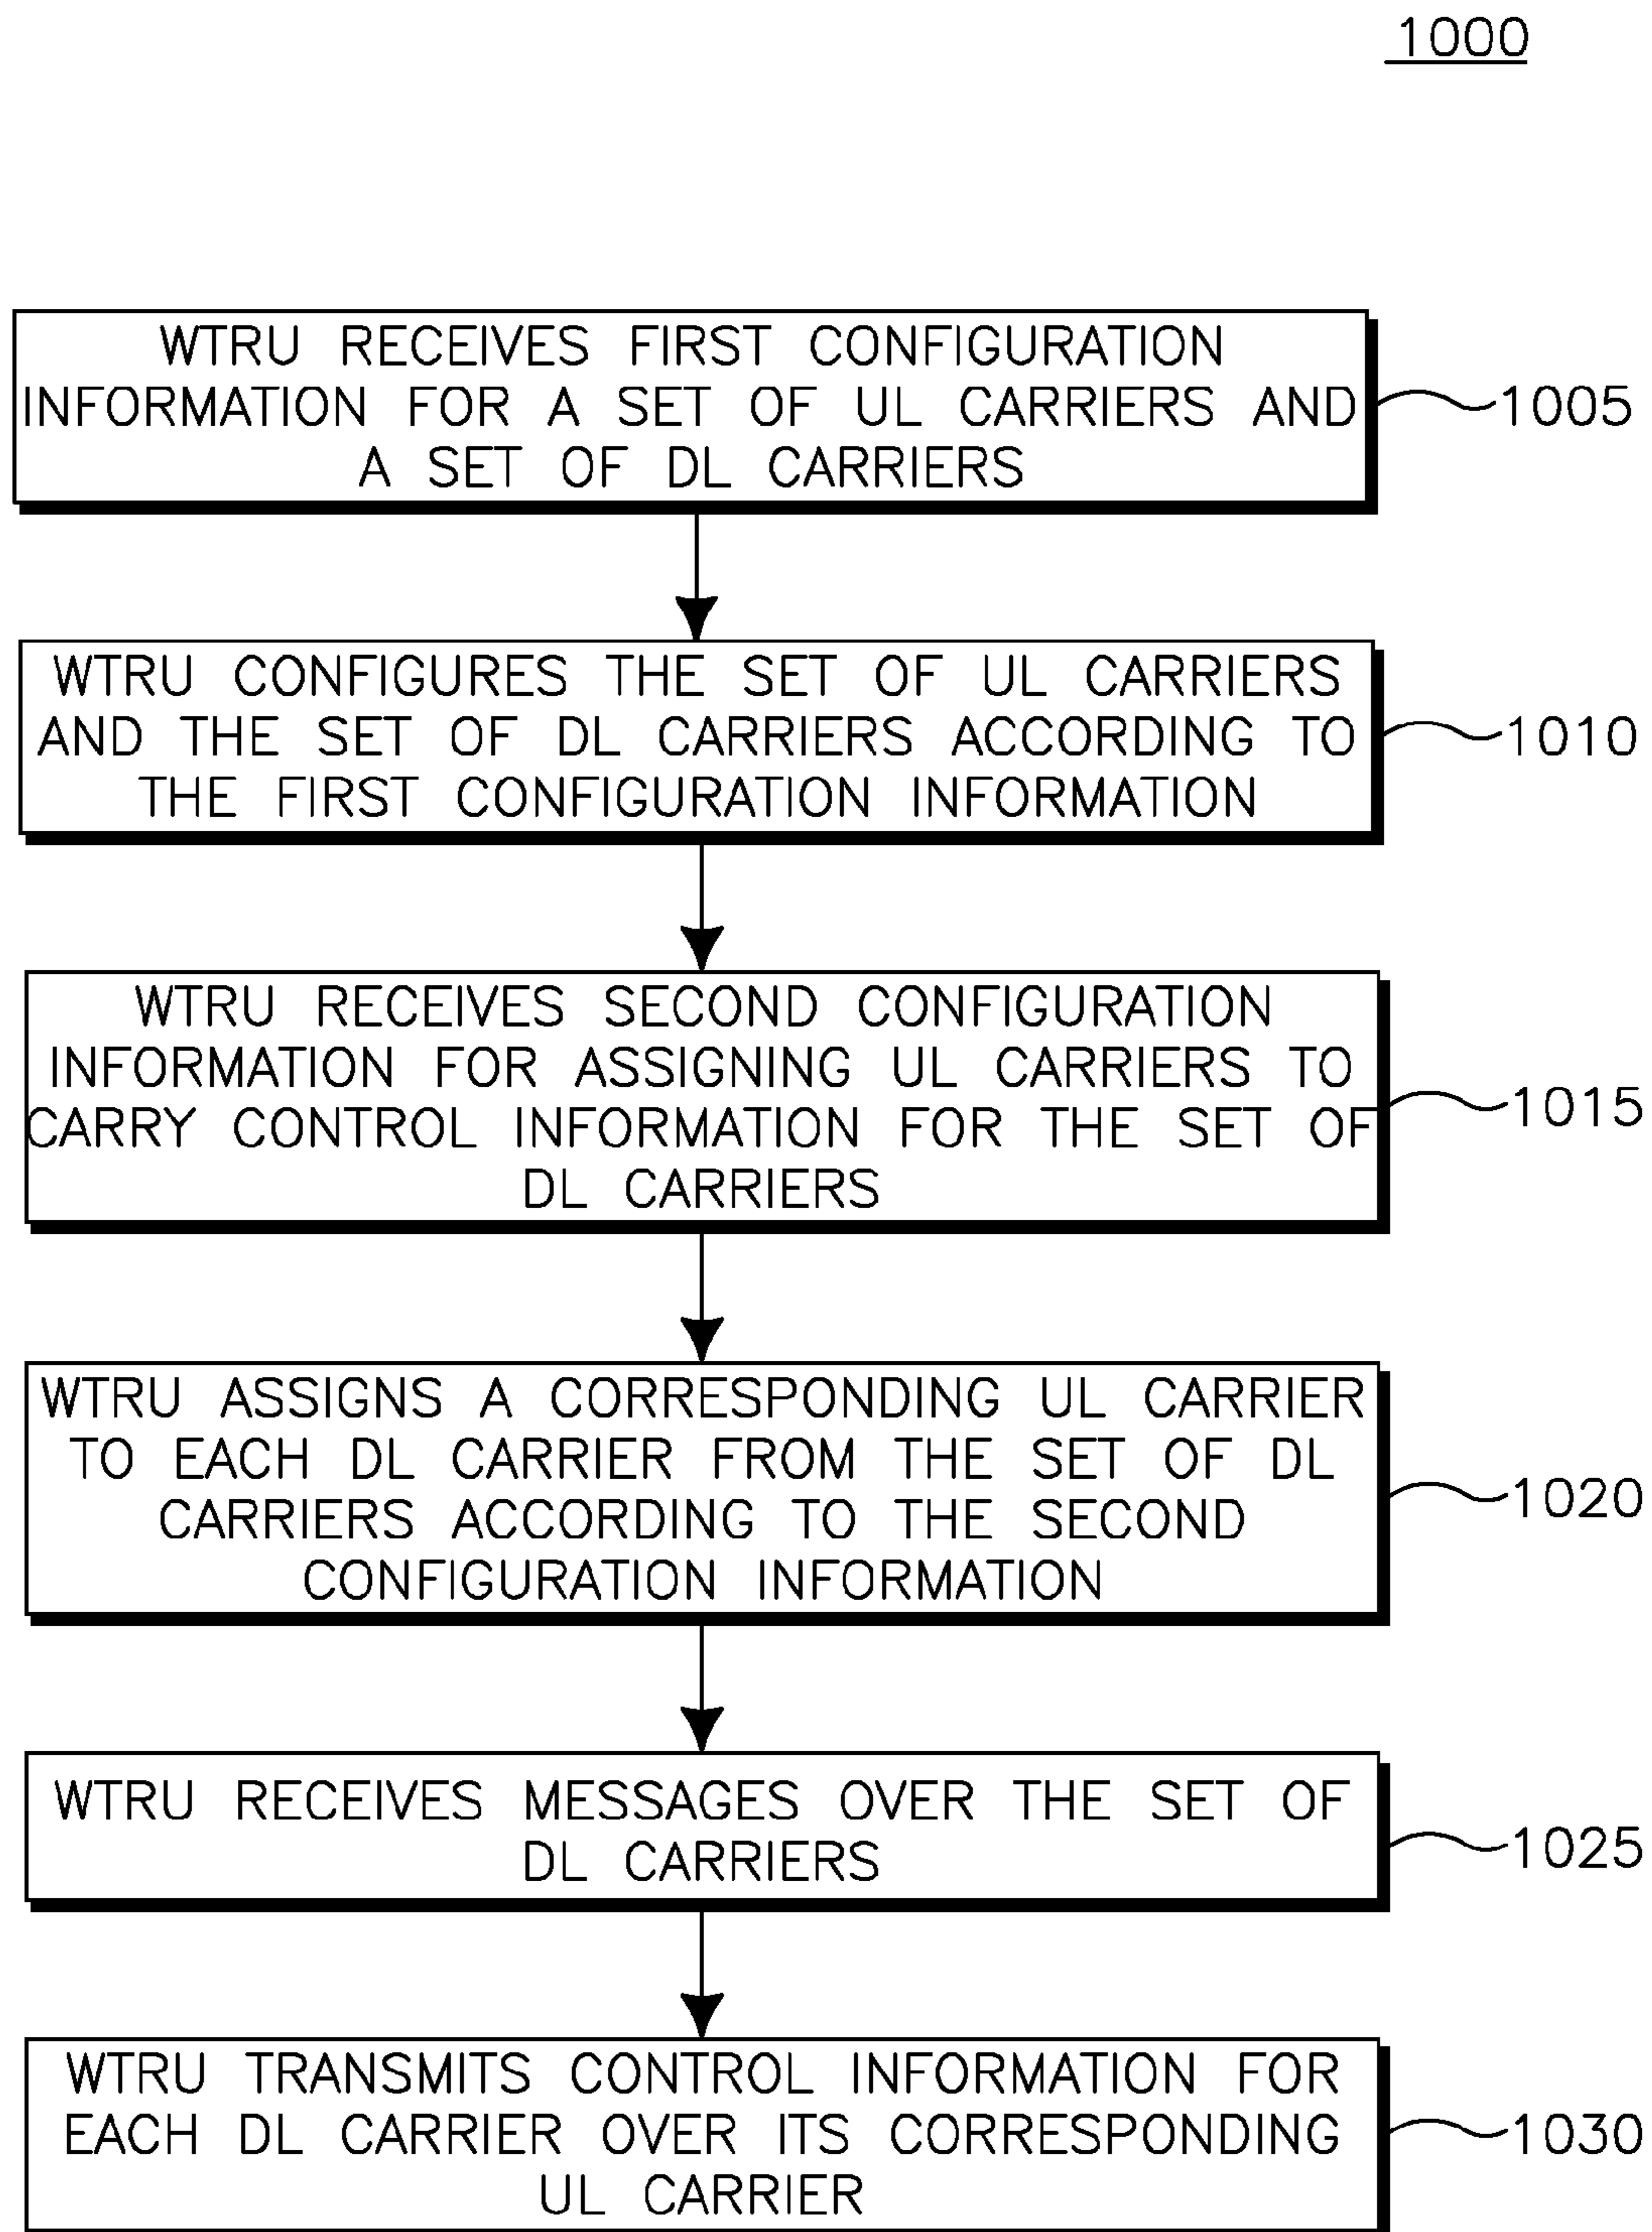 1000
WTRU RECEIVES FIRST CONFIGURATION
INFORMATION FOR A SET OF UL CARRIERS AND
A SET OF DL CARRIERS
1005
WTRU CONFIGURES THE SET OF UL CARRIERS
AND THE SET OF DL CARRIERS ACCORDING TO
THE FIRST CONFIGURATION INFORMATION
1010
WTRU RECEIVES SECOND CONFIGURATION
INFORMATION FOR ASSIGNING UL CARRIERS TO
CARRY CONTROL INFORMATION FOR THE SET OF
DL CARRIERS
1015
WTRU ASSIGNS A CORRESPONDING UL CARRIER
TO EACH DL CARRIER FROM THE SET OF DL
CARRIERS ACCORDING TO THE SECOND
CONFIGURATION INFORMATION
1020
WTRU RECEIVES MESSAGES OVER THE SET OF
DL CARRIERS
1025
WTRU TRANSMITS CONTROL INFORMATION FOR
EACH DL CARRIER OVER ITS CORRESPONDING
UL CARRIER
1030